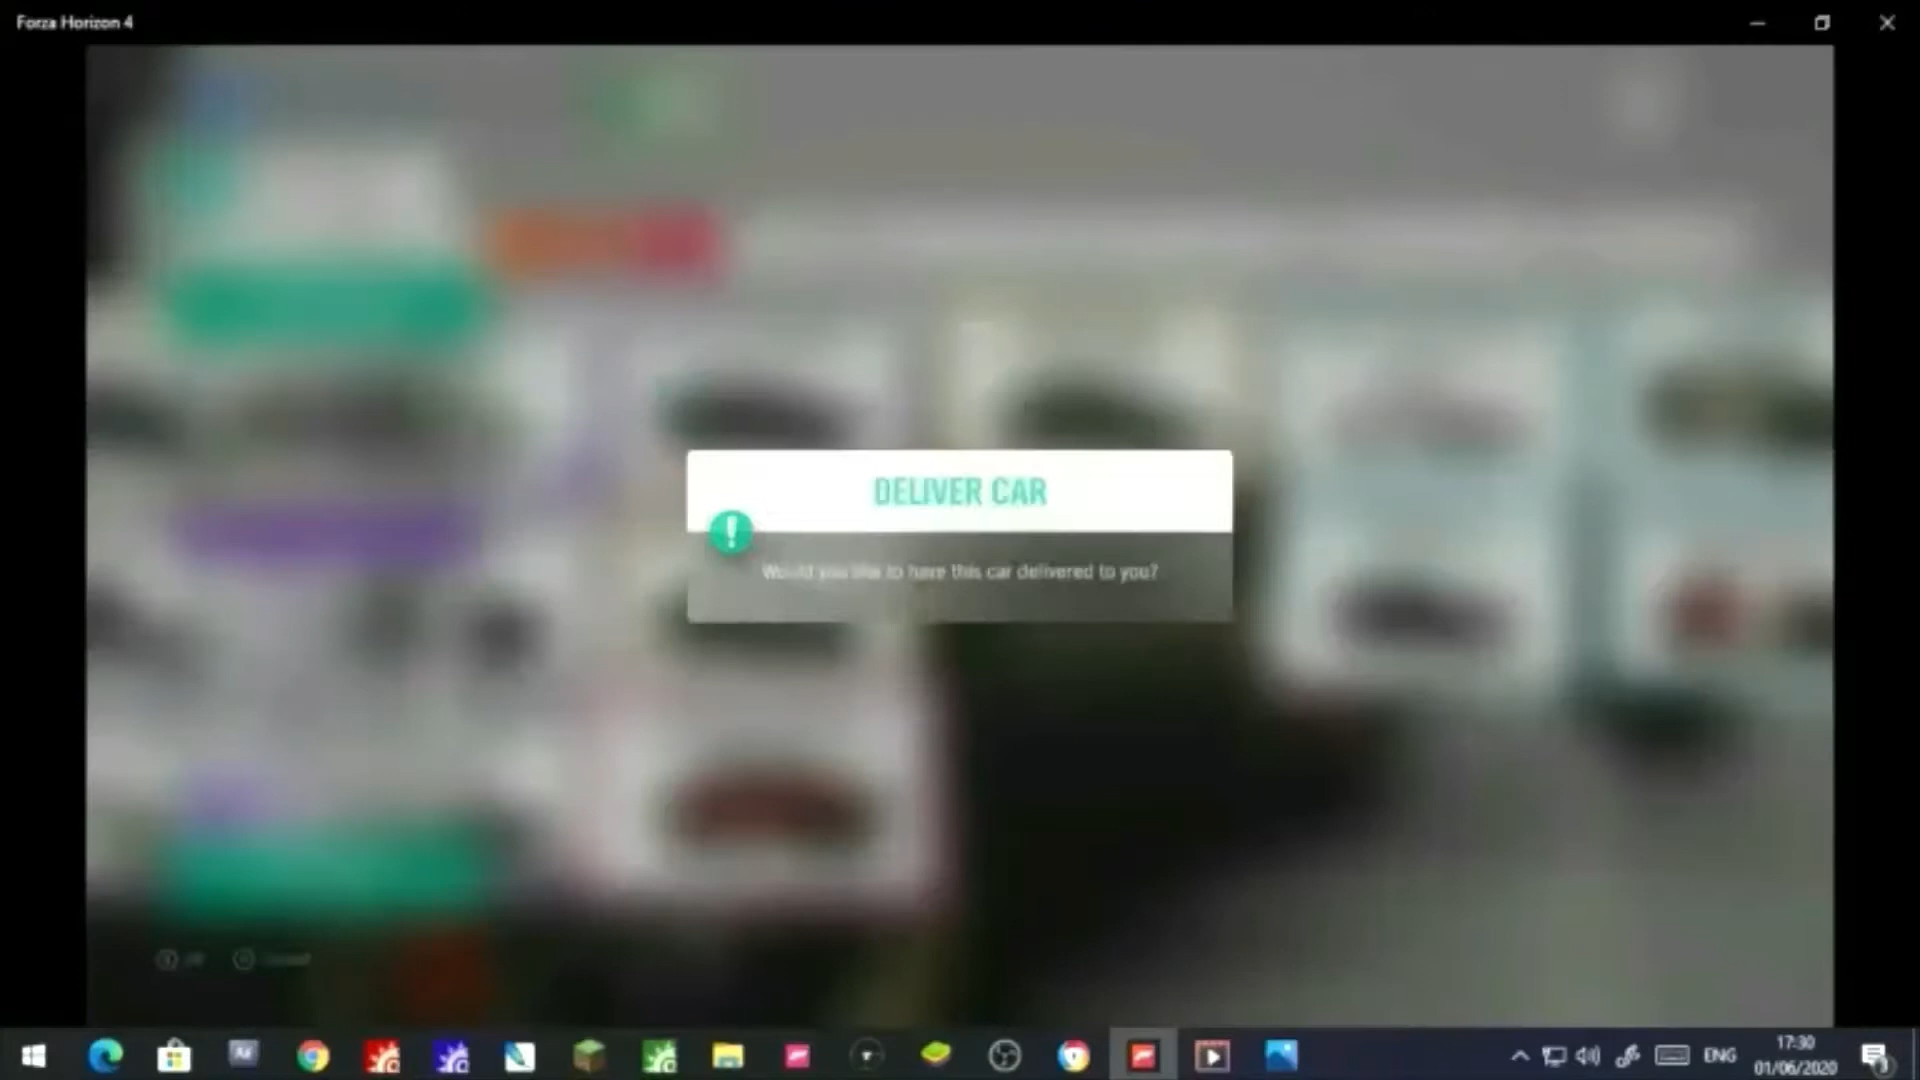 Forza Horizon 4
DELIVER CAR
Would you like to have this car delivered to you?
ENG
17:30
01/06/2020